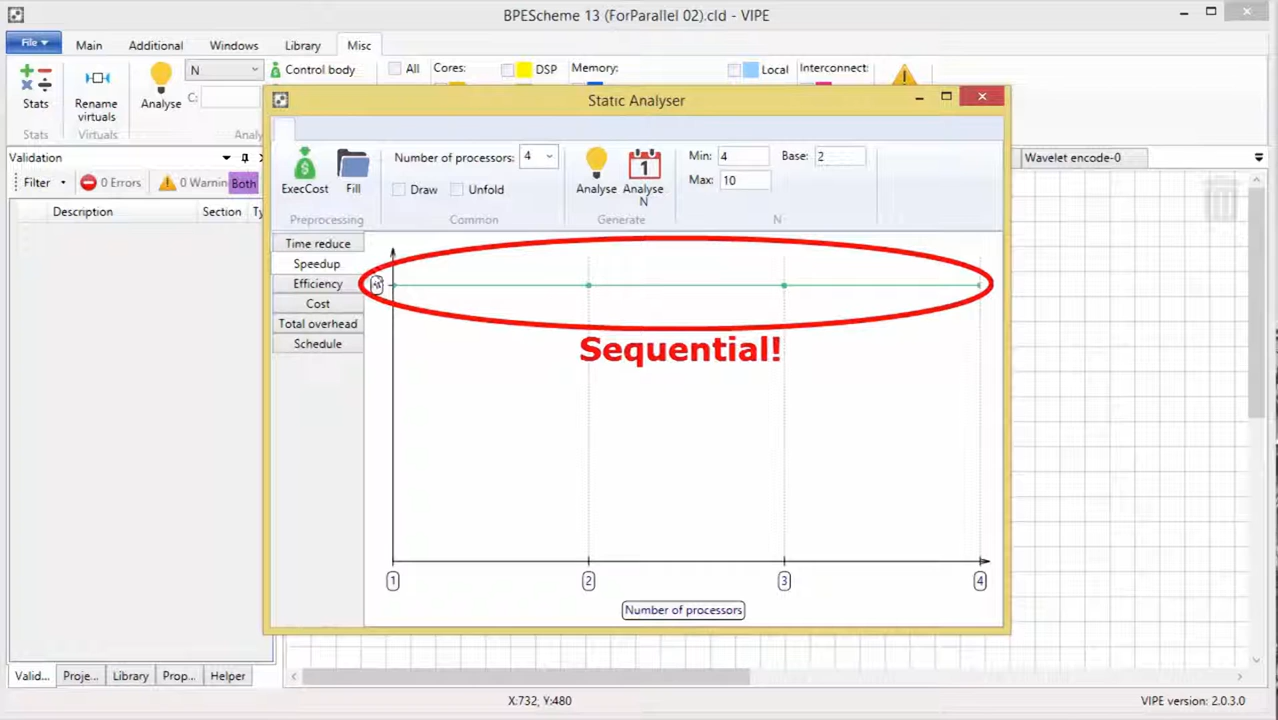 BPEScheme 13 (ForParallel 02).cld - VIPE
File Main Additional Windows Library Misc
N Control body All Cores: DSP Memory: Local Interconnect:
Stats Rename virtuals Analyse C:
Stats Virtuals Analy
Static Analyser
Validation
Filter 0 Errors 0 Warnin Both
Description Section Ty
Wavelet encode-0
ExecCost Fill Number of processors: 4
Draw Unfold
Analyse Analyse N
Min: 4 Base: 2
Max: 10
Preprocessing Common Generate N
Time reduce
Speedup
Efficiency
Cost
Total overhead
Schedule
Sequential!
1 2 3 4
Number of processors
Valid... Proje... Library Prop... Helper
X:732, Y:480
VIPE version: 2.0.3.0